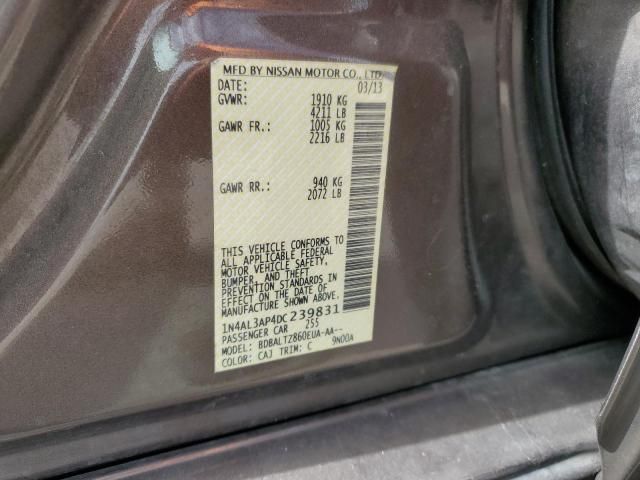 MFD BY NISSAN MOTOR CO., LTD.
DATE: 03/13
GVWR: 1910 KG
4211 LB
GAWR FR.: 1005 KG
2216 LB
GAWR RR.: 940 KG
2072 LB
THIS VEHICLE CONFORMS TO
ALL APPLICABLE FEDERAL
MOTOR VEHICLE SAFETY,
BUMPER, AND THEFT
PREVENTION STANDARDS IN
EFFECT ON THE DATE OF
MANUFACTURE SHOWN ABOVE.
1N4AL3AP4DC239831
PASSENGER CAR 255
MODEL: BDBALTZ860EUA-AA--
COLOR: CAJ TRIM: C 9N00A